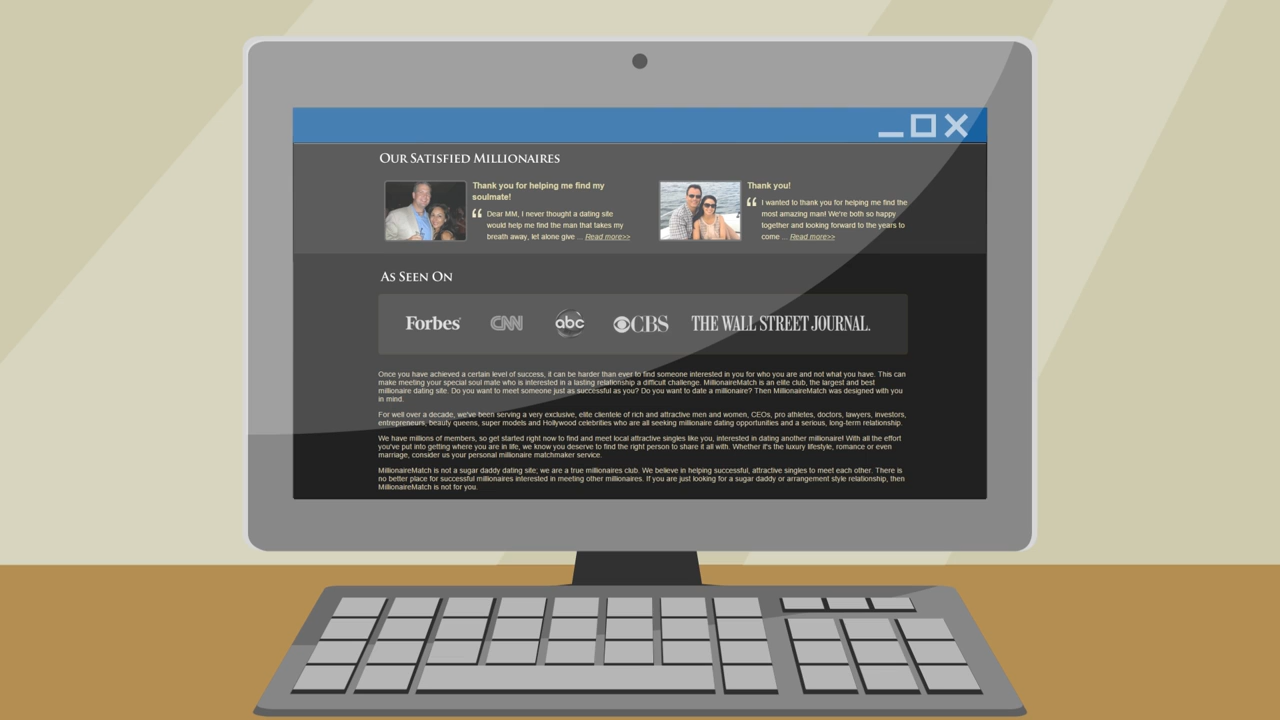 OUR SATISFIED MILLIONAIRES
Thank you for helping me find my
soulmate!
“ Dear MM, I never thought a dating site
would help me find the man that takes my
breath away, let alone give ... Read more>>
Thank you!
“ I wanted to thank you for helping me find the
most amazing man! We're both so happy
together and looking forward to the years to
come ... Read more>>
AS SEEN ON
Forbes CNN abc CBS THE WALL STREET JOURNAL.
Once you have achieved a certain level of success, it can be harder than ever to find someone interested in you for who you are and not what you have. This can
make meeting your special soul mate who is interested in a lasting relationship a difficult challenge. MillionaireMatch is an elite club, the largest and best
millionaire dating site. Do you want to meet someone just as successful as you? Do you want to date a millionaire? Then MillionaireMatch was designed with you
in mind.
For well over a decade, we've been serving a very exclusive, elite clientele of rich and attractive men and women, CEOs, pro athletes, doctors, lawyers, investors,
entrepreneurs, beauty queens, super models and Hollywood celebrities who are all seeking millionaire dating opportunities and a serious, long-term relationship.
We have millions of members, so get started right now to find and meet local attractive singles like you, interested in dating another millionaire! With all the effort
you've put into getting where you are in life, we know you deserve to find the right person to share it all with. Whether it's the luxury lifestyle, romance or even
marriage, consider us your personal millionaire matchmaker service.
MillionaireMatch is not a sugar daddy dating site; we are a true millionaires club. We believe in helping successful, attractive singles to meet each other. There is
no better place for successful millionaires interested in meeting other millionaires. If you are just looking for a sugar daddy or arrangement style relationship, then
MillionaireMatch is not for you.